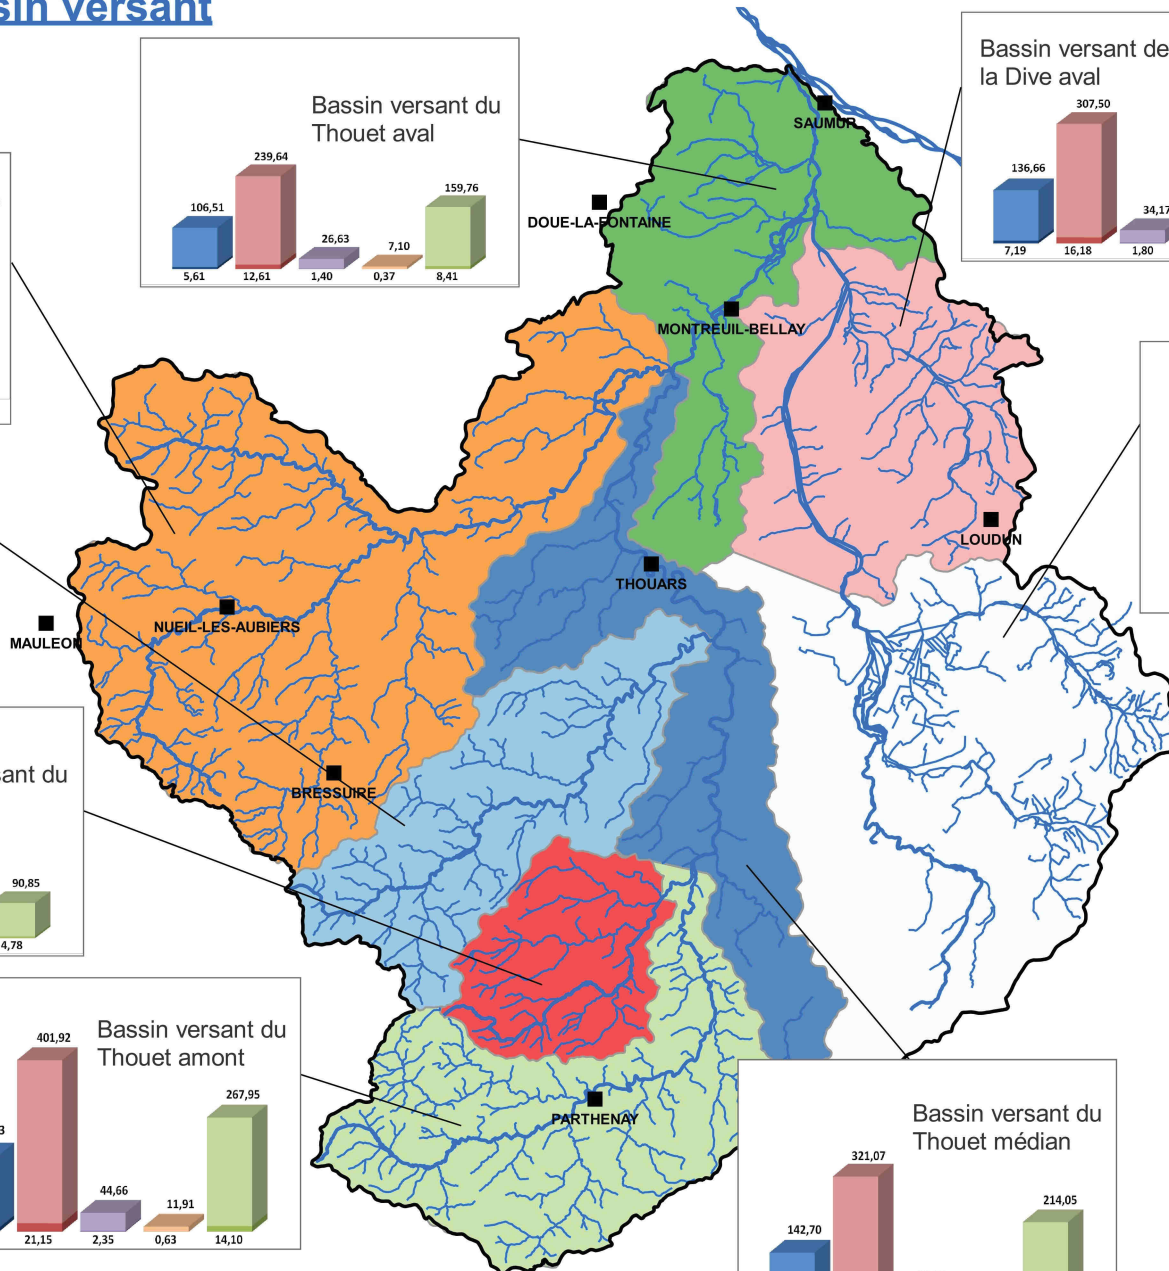 sin versant
Bassin versant du
Thouet aval
239,64
106,51
159,76
26,63
7,10
5,61
12,61
1,40
0,37
8,41
Bassin versant de
la Dive aval
307,50
136,66
34,17
7,19
16,18
1,80
SAUMUR
DOUE-LA-FONTAINE
MONTREUIL-BELLAY
LOUDUN
THOUARS
NUEIL-LES-AUBIERS
MAULEON
BRESSUIRE
PARTHENAY
sant du
90,85
4,78
Bassin versant du
Thouet amont
401,92
267,95
3
44,66
11,91
21,15
2,35
0,63
14,10
Bassin versant du
Thouet médian
321,07
214,05
142,70